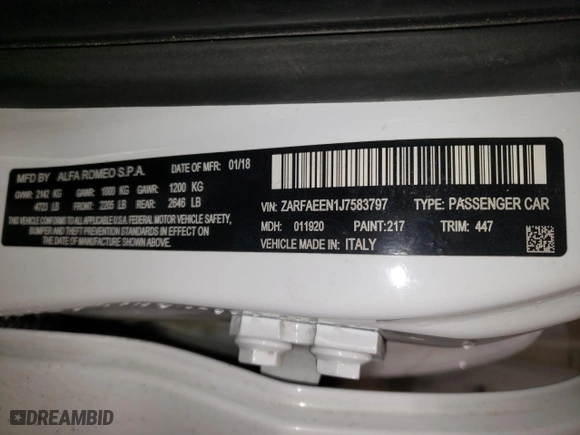 MFD BY ALFA ROMEO S.P.A. DATE OF MFR: 01/18
GVWR: 2142 KG GAWR: 1000 KG GAWR: 1200 KG
4723 LB FRONT: 2205 LB REAR: 2646 LB
THIS VEHICLE CONFORMS TO ALL APPLICABLE U.S.A. FEDERAL MOTOR VEHICLE SAFETY,
BUMPER AND THEFT PREVENTION STANDARDS IN EFFECT ON
THE DATE OF MANUFACTURE SHOWN ABOVE.
VIN: ZARFAEEN1J7583797 TYPE: PASSENGER CAR
MDH: 011920 PAINT:217 TRIM: 447
VEHICLE MADE IN: ITALY
DREAMBID